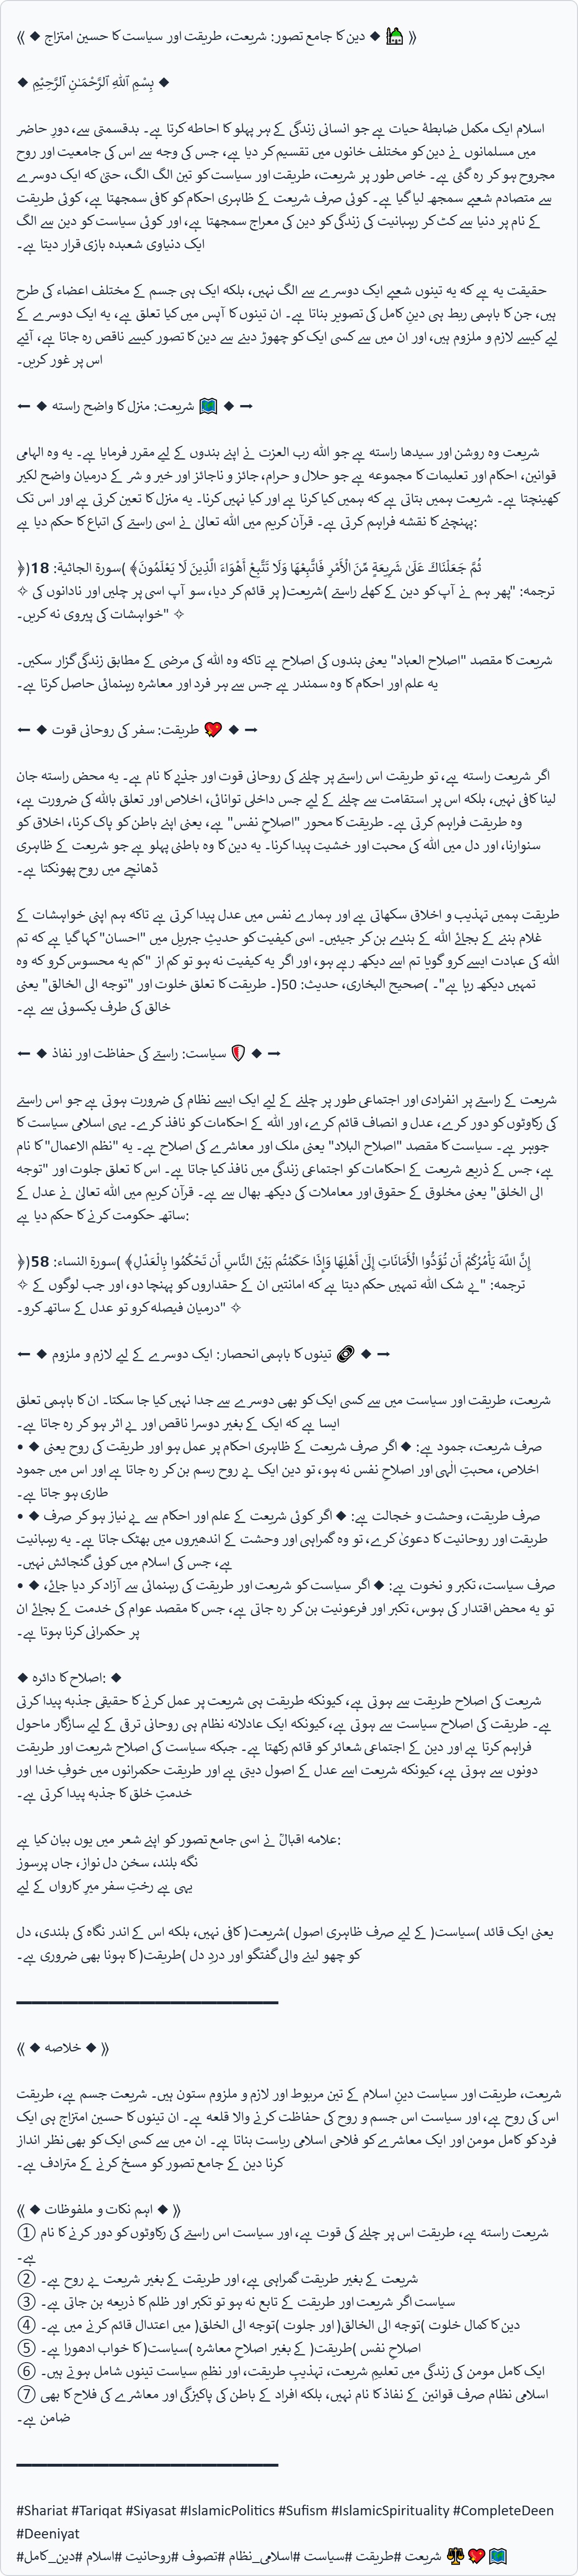 《 ◆ دین کا جامع تصور: شریعت، طریقت اور سیاست کا حسین امتزاج ◆ 🕌 》
◆ بِسْمِ ٱللَّهِ ٱلرَّحْمَـٰنِ ٱلرَّحِيْمِ ◆
اسلام ایک مکمل ضابطۂ حیات ہے جو انسانی زندگی کے ہر پہلو کا احاطہ کرتا ہے۔ بدقسمتی سے، دورِ حاضر
میں مسلمانوں نے دین کو مختلف خانوں میں تقسیم کر دیا ہے، جس کی وجہ سے اس کی جامعیت اور روح
مجروح ہو کر رہ گئی ہے۔ خاص طور پر شریعت، طریقت اور سیاست کو تین الگ الگ، حتیٰ کہ ایک دوسرے
سے متصادم شعبے سمجھ لیا گیا ہے۔ کوئی صرف شریعت کے ظاہری احکام کو کافی سمجھتا ہے، کوئی طریقت
کے نام پر دنیا سے کٹ کر رہبانیت کی زندگی کو دین کی معراج سمجھتا ہے، اور کوئی سیاست کو دین سے الگ
ایک دنیاوی شعبدہ بازی قرار دیتا ہے۔
حقیقت یہ ہے کہ یہ تینوں شعبے ایک دوسرے سے الگ نہیں، بلکہ ایک ہی جسم کے مختلف اعضاء کی طرح
ہیں، جن کا باہمی ربط ہی دینِ کامل کی تصویر بناتا ہے۔ ان تینوں کا آپس میں کیا تعلق ہے، یہ ایک دوسرے کے
لیے کیسے لازم و ملزوم ہیں، اور ان میں سے کسی ایک کو چھوڑ دینے سے دین کا تصور کیسے ناقص رہ جاتا ہے، آئیے
اس پر غور کریں۔
← ◆ شریعت: منزل کا واضح راستہ 🗺️ ◆ →
شریعت وہ روشن اور سیدھا راستہ ہے جو اللہ رب العزت نے اپنے بندوں کے لیے مقرر فرمایا ہے۔ یہ وہ الہامی
قوانین، احکام اور تعلیمات کا مجموعہ ہے جو حلال و حرام، جائز و ناجائز اور خیر و شر کے درمیان واضح لکیر
کھینچتا ہے۔ شریعت ہمیں بتاتی ہے کہ ہمیں کیا کرنا ہے اور کیا نہیں کرنا۔ یہ منزل کا تعین کرتی ہے اور اس تک
پہنچنے کا نقشہ فراہم کرتی ہے۔ قرآن کریم میں اللہ تعالیٰ نے اسی راستے کی اتباع کا حکم دیا ہے:
﴿ثُمَّ جَعَلْنَاكَ عَلَىٰ شَرِيعَةٍ مِّنَ الْأَمْرِ فَاتَّبِعْهَا وَلَا تَتَّبِعْ أَهْوَاءَ الَّذِينَ لَا يَعْلَمُونَ﴾ (سورۃ الجاثیۃ: 18)
✧ ترجمہ: "پھر ہم نے آپ کو دین کے کھلے راستے (شریعت) پر قائم کر دیا، سو آپ اسی پر چلیں اور نادانوں کی
خواہشات کی پیروی نہ کریں۔" ✧
شریعت کا مقصد "اصلاح العباد" یعنی بندوں کی اصلاح ہے تاکہ وہ اللہ کی مرضی کے مطابق زندگی گزار سکیں۔
یہ علم اور احکام کا وہ سمندر ہے جس سے ہر فرد اور معاشرہ رہنمائی حاصل کرتا ہے۔
← ◆ طریقت: سفر کی روحانی قوت 💖 ◆ →
اگر شریعت راستہ ہے، تو طریقت اس راستے پر چلنے کی روحانی قوت اور جذبے کا نام ہے۔ یہ محض راستہ جان
لینا کافی نہیں، بلکہ اس پر استقامت سے چلنے کے لیے جس داخلی توانائی، اخلاص اور تعلق باللہ کی ضرورت ہے،
وہ طریقت فراہم کرتی ہے۔ طریقت کا محور "اصلاحِ نفس" ہے، یعنی اپنے باطن کو پاک کرنا، اخلاق کو
سنوارنا، اور دل میں اللہ کی محبت اور خشیت پیدا کرنا۔ یہ دین کا وہ باطنی پہلو ہے جو شریعت کے ظاہری
ڈھانچے میں روح پھونکتا ہے۔
طریقت ہمیں تہذیب و اخلاق سکھاتی ہے اور ہمارے نفس میں عدل پیدا کرتی ہے تاکہ ہم اپنی خواہشات کے
غلام بننے کے بجائے اللہ کے بندے بن کر جیئیں۔ اسی کیفیت کو حدیثِ جبریل میں "احسان" کہا گیا ہے کہ تم
اللہ کی عبادت ایسے کرو گویا تم اسے دیکھ رہے ہو، اور اگر یہ کیفیت نہ ہو تو کم از "کم یہ محسوس کرو کہ وہ
تمہیں دیکھ رہا ہے"۔ (صحیح البخاری، حدیث: 50)۔ طریقت کا تعلق خلوت اور "توجہ الی الخالق" یعنی
خالق کی طرف یکسوئی سے ہے۔
← ◆ سیاست: راستے کی حفاظت اور نفاذ 🛡️ ◆ →
شریعت کے راستے پر انفرادی اور اجتماعی طور پر چلنے کے لیے ایک ایسے نظام کی ضرورت ہوتی ہے جو اس راستے
کی رکاوٹوں کو دور کرے، عدل و انصاف قائم کرے، اور اللہ کے احکامات کو نافذ کرے۔ یہی اسلامی سیاست کا
جوہر ہے۔ سیاست کا مقصد "اصلاح البلاد" یعنی ملک اور معاشرے کی اصلاح ہے۔ یہ "نظم الاعمال" کا نام
ہے، جس کے ذریعے شریعت کے احکامات کو اجتماعی زندگی میں نافذ کیا جاتا ہے۔ اس کا تعلق جلوت اور "توجہ
الی الخلق" یعنی مخلوق کے حقوق اور معاملات کی دیکھ بھال سے ہے۔ قرآن کریم میں اللہ تعالیٰ نے عدل کے
ساتھ حکومت کرنے کا حکم دیا ہے:
﴿إِنَّ اللَّهَ يَأْمُرُكُمْ أَن تُؤَدُّوا الْأَمَانَاتِ إِلَىٰ أَهْلِهَا وَإِذَا حَكَمْتُم بَيْنَ النَّاسِ أَن تَحْكُمُوا بِالْعَدْلِ﴾ (سورۃ النساء: 58)
✧ ترجمہ: "بے شک اللہ تمہیں حکم دیتا ہے کہ امانتیں ان کے حقداروں کو پہنچا دو، اور جب لوگوں کے
درمیان فیصلہ کرو تو عدل کے ساتھ کرو۔" ✧
← ◆ تینوں کا باہمی انحصار: ایک دوسرے کے لیے لازم و ملزوم 🔗 ◆ →
شریعت، طریقت اور سیاست میں سے کسی ایک کو بھی دوسرے سے جدا نہیں کیا جا سکتا۔ ان کا باہمی تعلق
ایسا ہے کہ ایک کے بغیر دوسرا ناقص اور بے اثر ہو کر رہ جاتا ہے۔
• ◆ صرف شریعت، جمود ہے: ◆ اگر صرف شریعت کے ظاہری احکام پر عمل ہو اور طریقت کی روح یعنی
اخلاص، محبتِ الٰہی اور اصلاحِ نفس نہ ہو، تو دین ایک بے روح رسم بن کر رہ جاتا ہے اور اس میں جمود
طاری ہو جاتا ہے۔
• ◆ صرف طریقت، وحشت و خجالت ہے: ◆ اگر کوئی شریعت کے علم اور احکام سے بے نیاز ہو کر صرف
طریقت اور روحانیت کا دعویٰ کرے، تو وہ گمراہی اور وحشت کے اندھیروں میں بھٹک جاتا ہے۔ یہ رہبانیت
ہے، جس کی اسلام میں کوئی گنجائش نہیں۔
• ◆ صرف سیاست، تکبر و نخوت ہے: ◆ اگر سیاست کو شریعت اور طریقت کی رہنمائی سے آزاد کر دیا جائے،
تو یہ محض اقتدار کی ہوس، تکبر اور فرعونیت بن کر رہ جاتی ہے، جس کا مقصد عوام کی خدمت کے بجائے ان
پر حکمرانی کرنا ہوتا ہے۔
◆ اصلاح کا دائرہ: ◆
شریعت کی اصلاح طریقت سے ہوتی ہے، کیونکہ طریقت ہی شریعت پر عمل کرنے کا حقیقی جذبہ پیدا کرتی
ہے۔ طریقت کی اصلاح سیاست سے ہوتی ہے، کیونکہ ایک عادلانہ نظام ہی روحانی ترقی کے لیے سازگار ماحول
فراہم کرتا ہے اور دین کے اجتماعی شعائر کو قائم رکھتا ہے۔ جبکہ سیاست کی اصلاح شریعت اور طریقت
دونوں سے ہوتی ہے، کیونکہ شریعت اسے عدل کے اصول دیتی ہے اور طریقت حکمرانوں میں خوفِ خدا اور
خدمتِ خلق کا جذبہ پیدا کرتی ہے۔
علامہ اقبالؒ نے اسی جامع تصور کو اپنے شعر میں یوں بیان کیا ہے:
نگہ بلند، سخن دل نواز، جاں پرسوز
یہی ہے رختِ سفر میرِ کارواں کے لیے
یعنی ایک قائد (سیاست) کے لیے صرف ظاہری اصول (شریعت) کافی نہیں، بلکہ اس کے اندر نگاہ کی بلندی، دل
کو چھو لینے والی گفتگو اور دردِ دل (طریقت) کا ہونا بھی ضروری ہے۔
《 ◆ خلاصہ ◆ 》
شریعت، طریقت اور سیاست دینِ اسلام کے تین مربوط اور لازم و ملزوم ستون ہیں۔ شریعت جسم ہے، طریقت
اس کی روح ہے، اور سیاست اس جسم و روح کی حفاظت کرنے والا قلعہ ہے۔ ان تینوں کا حسین امتزاج ہی ایک
فرد کو کامل مومن اور ایک معاشرے کو فلاحی اسلامی ریاست بناتا ہے۔ ان میں سے کسی ایک کو بھی نظر انداز
کرنا دین کے جامع تصور کو مسخ کرنے کے مترادف ہے۔
《 ◆ اہم نکات و ملفوظات ◆ 》
① شریعت راستہ ہے، طریقت اس پر چلنے کی قوت ہے، اور سیاست اس راستے کی رکاوٹوں کو دور کرنے کا نام
ہے۔
② شریعت کے بغیر طریقت گمراہی ہے، اور طریقت کے بغیر شریعت بے روح ہے۔
③ سیاست اگر شریعت اور طریقت کے تابع نہ ہو تو تکبر اور ظلم کا ذریعہ بن جاتی ہے۔
④ دین کا کمال خلوت (توجہ الی الخالق) اور جلوت (توجہ الی الخلق) میں اعتدال قائم کرنے میں ہے۔
⑤ اصلاحِ نفس (طریقت) کے بغیر اصلاحِ معاشرہ (سیاست) کا خواب ادھورا ہے۔
⑥ ایک کامل مومن کی زندگی میں تعلیمِ شریعت، تہذیبِ طریقت، اور نظمِ سیاست تینوں شامل ہونے ہیں۔
⑦ اسلامی نظام صرف قوانین کے نفاذ کا نام نہیں، بلکہ افراد کے باطن کی پاکیزگی اور معاشرے کی فلاح کا بھی
ضامن ہے۔
#Shariat #Tariqat #Siyasat #IslamicPolitics #Sufism #IslamicSpirituality #CompleteDeen
#Deeniyat
#شریعت #طریقت #سیاست #اسلامی_نظام #تصوف #روحانیت #اسلام #دین_کامل ⚖️💖🗺️